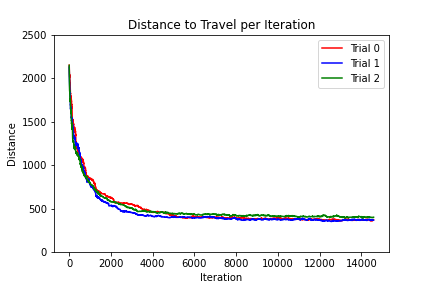 Distance to Travel per Iteration
2500
2000
1500
1000
500
0
Distance
Trial 0
Trial 1
Trial 2
0 2000 4000 6000 8000 10000 12000 14000
Iteration